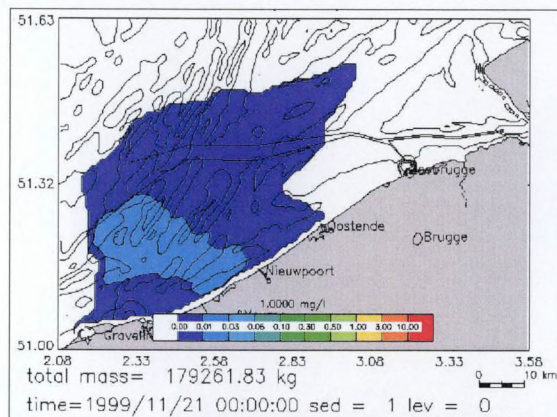 51.63
51.32
51.00
Oostende
Brugge
Nieuwpoort
1.0000 mg/l
0.00 0.01 0.03 0.05 0.10 0.30 0.50 1.00 3.00 10.00
2.08 2.33 2.58 2.83 3.08 3.33 3.58
total mass= 179261.83 kg
0 10 km
time=1999/11/21 00:00:00 sed = 1 lev = 0